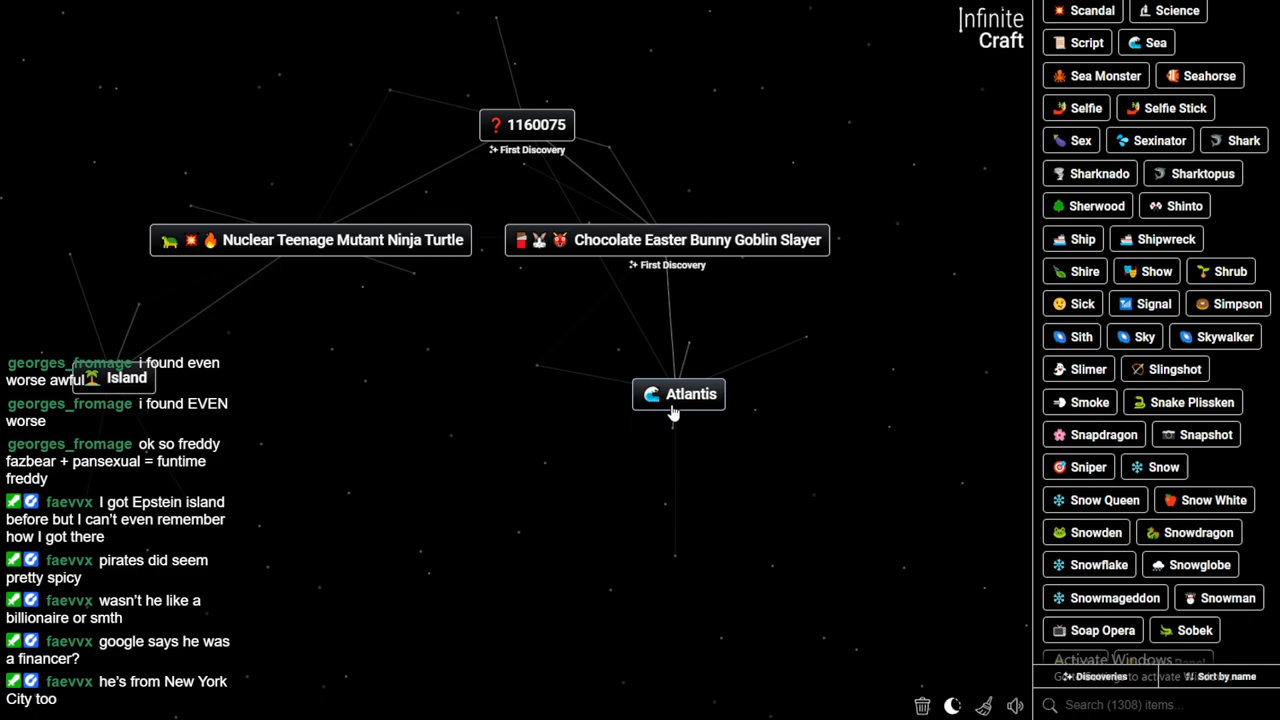 Infinite
Craft
❓ 1160075
✨ First Discovery
🐢 💥 🔥 Nuclear Teenage Mutant Ninja Turtle
🍫 🐰 👹 Chocolate Easter Bunny Goblin Slayer
✨ First Discovery
🏝️ Island
🌊 Atlantis
georges_fromage i found even
worse awful
georges_fromage i found EVEN
worse
georges_fromage ok so freddy
fazbear + pansexual = funtime
freddy
faevvx I got Epstein island
before but I can't even remember
how I got there
faevvx pirates did seem
pretty spicy
faevvx wasn't he like a
billionaire or smth
faevvx google says he was
a financer?
faevvx he's from New York
City too
💥 Scandal 🔬 Science
📜 Script 🌊 Sea
🐙 Sea Monster 🐠 Seahorse
🤳 Selfie 🤳 Selfie Stick
🍆 Sex 💦 Sexinator 🦈 Shark
🌪️ Sharknado 🦈 Sharktopus
🌳 Sherwood 🎌 Shinto
🚢 Ship 🚢 Shipwreck
🍃 Shire 🎭 Show 🌱 Shrub
🤢 Sick 📶 Signal 🍩 Simpson
🌌 Sith 🌌 Sky 🌌 Skywalker
👻 Slimer 🏹 Slingshot
💨 Smoke 🐍 Snake Plissken
🌸 Snapdragon 📷 Snapshot
🎯 Sniper ❄️ Snow
❄️ Snow Queen 🍎 Snow White
🐸 Snowden 🐉 Snowdragon
❄️ Snowflake 🌨️ Snowglobe
❄️ Snowmageddon ⛄ Snowman
📺 Soap Opera 🐊 Sobek
Activate Windows
✨ Discoveries Sort by name
Search (1308) items...